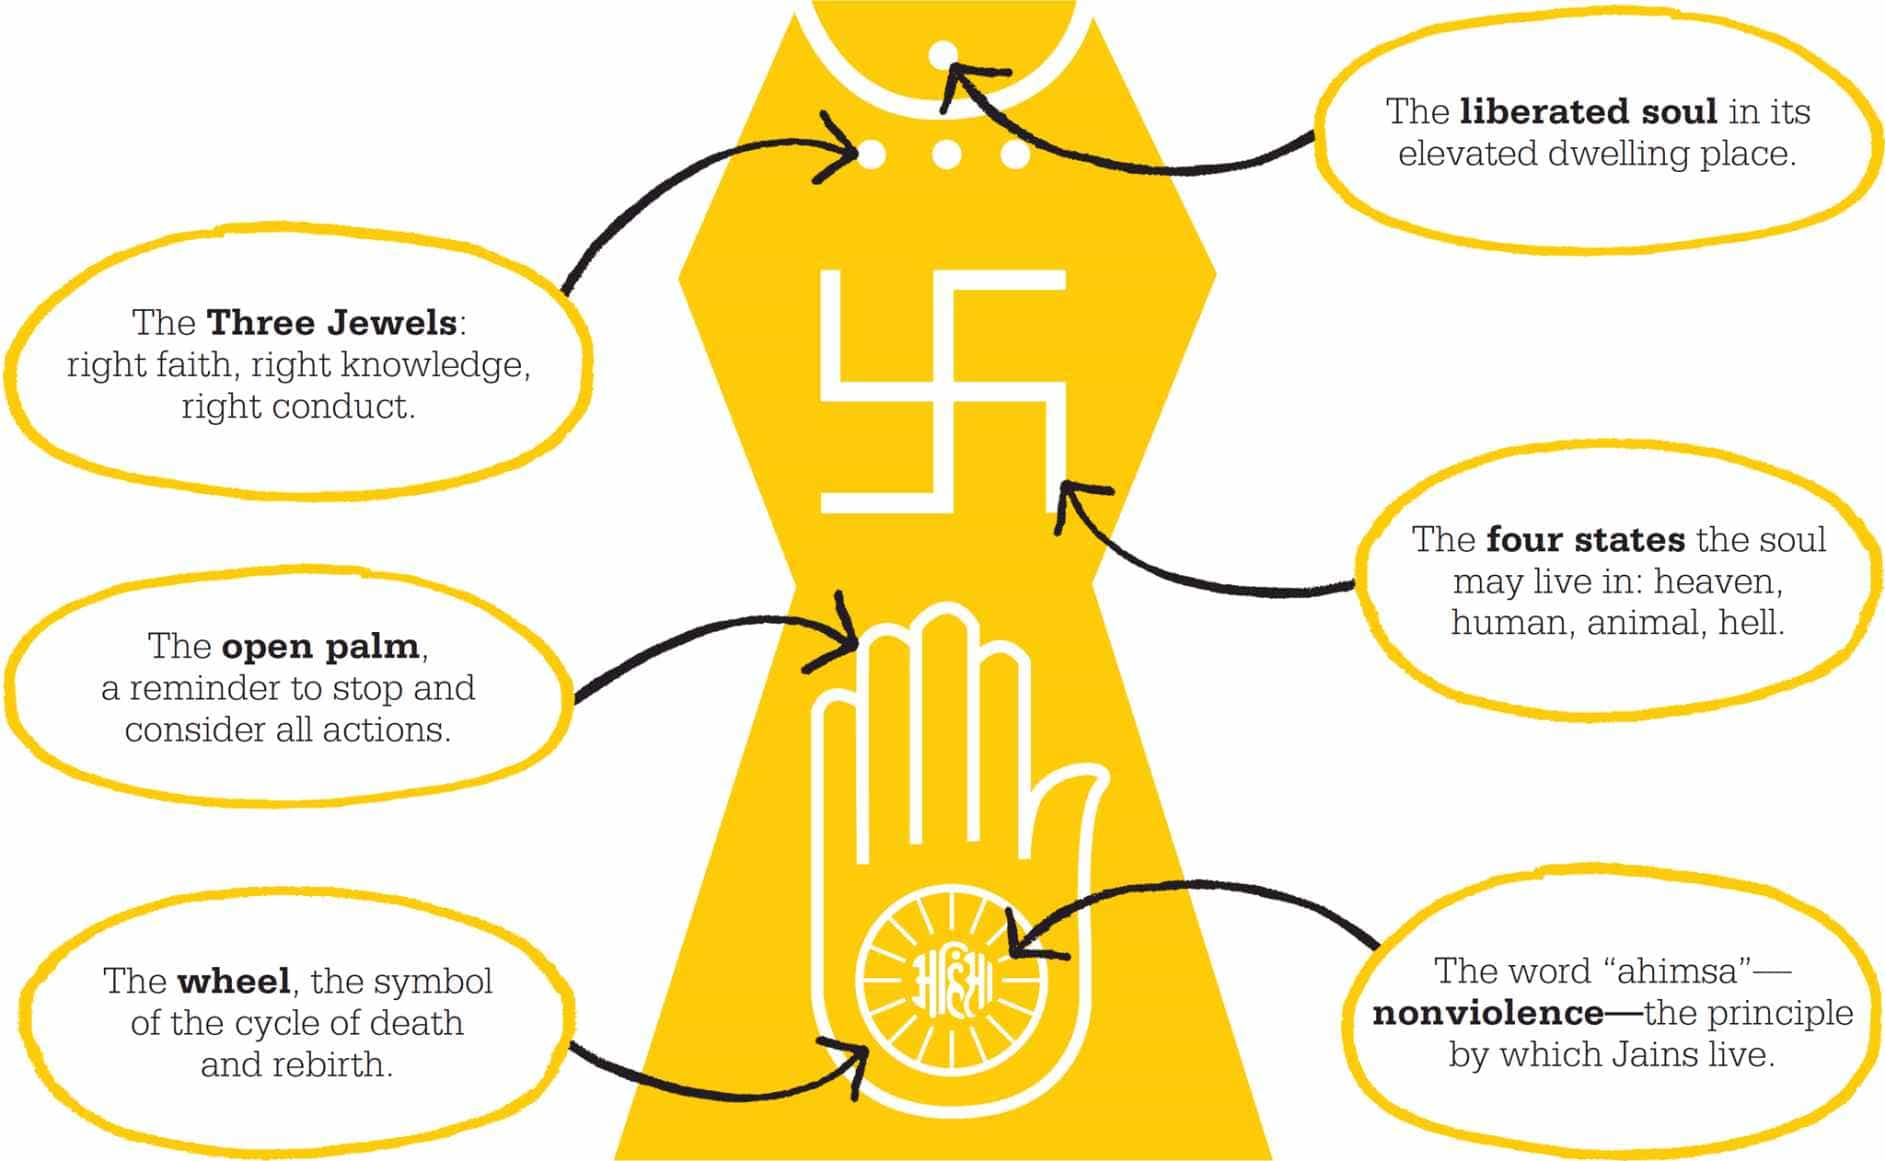 The liberated soul in its
elevated dwelling place.
The Three Jewels:
right faith, right knowledge,
right conduct.
The four states the soul
may live in: heaven,
human, animal, hell.
The open palm,
a reminder to stop and
consider all actions.
The wheel, the symbol
of the cycle of death
and rebirth.
अहिंसा
The word “ahimsa”—
nonviolence—the principle
by which Jains live.